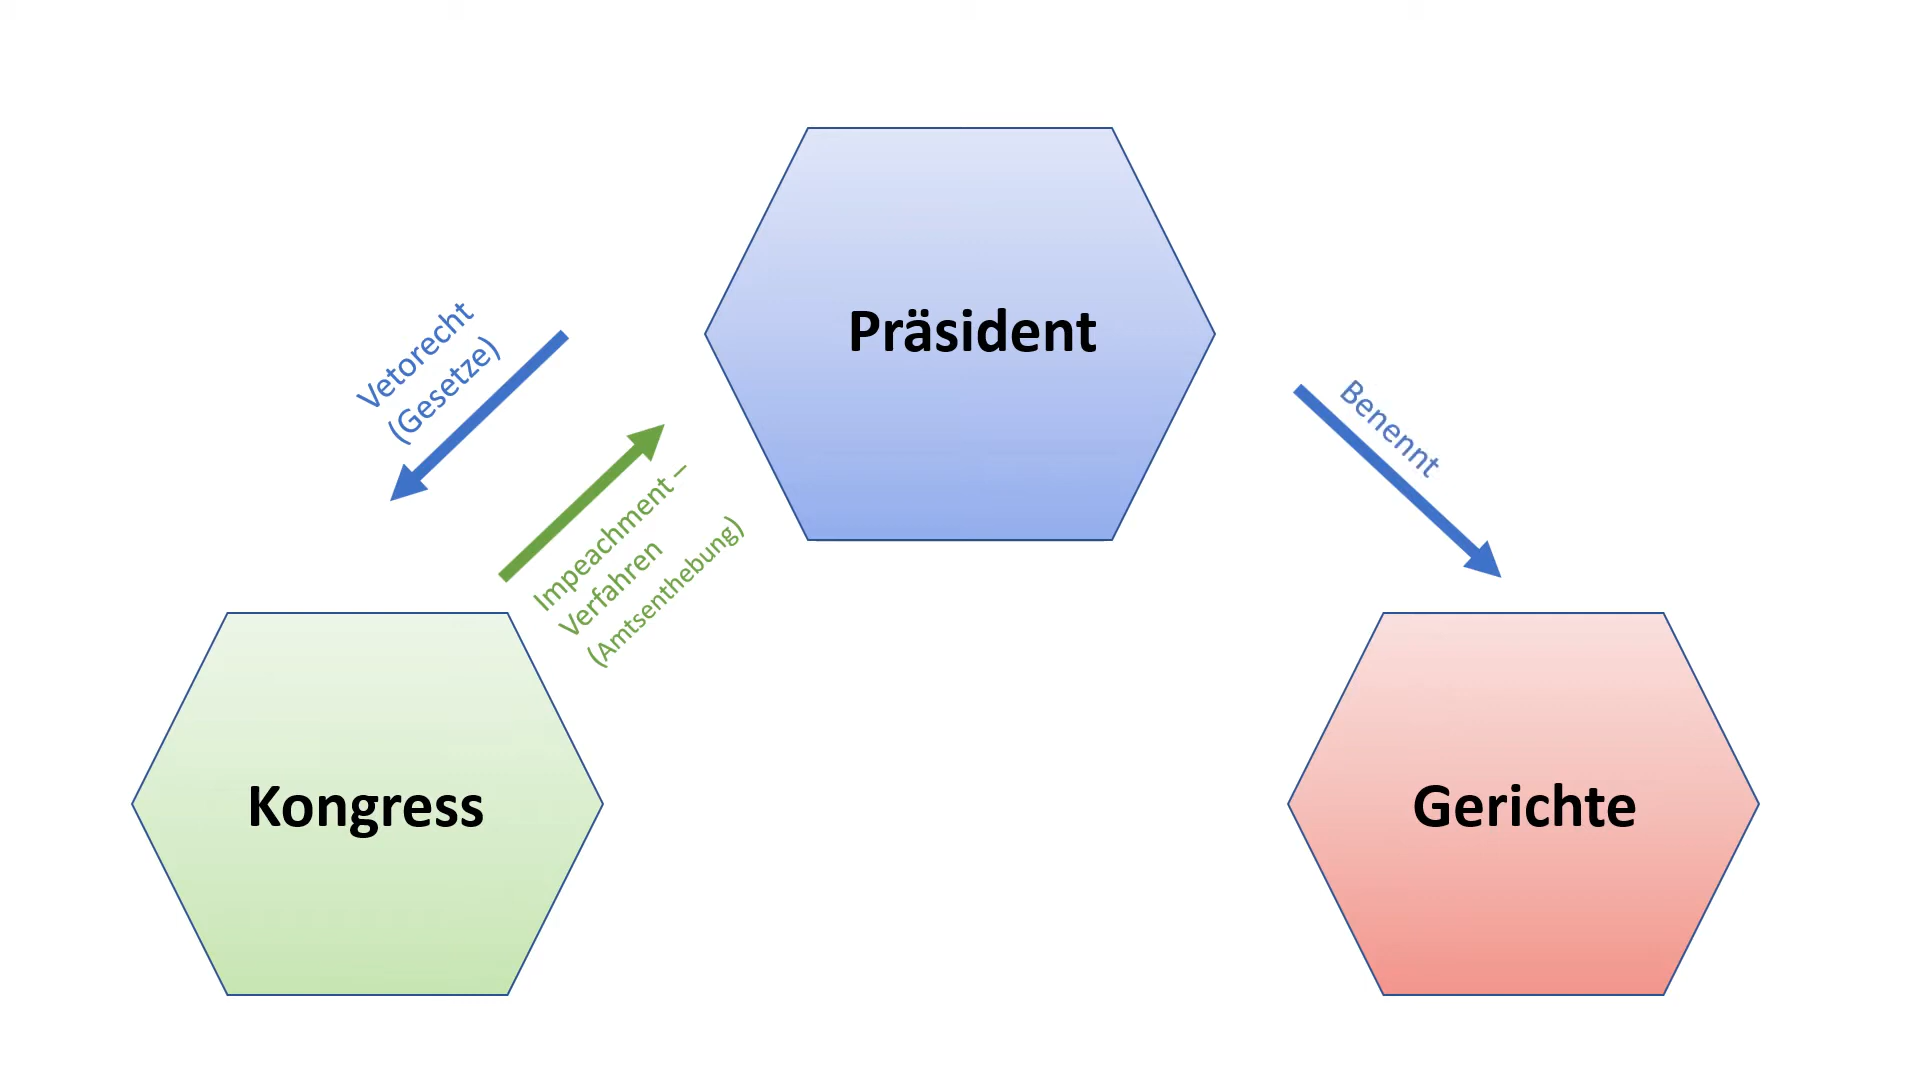 Präsident
Vetorecht
(Gesetze)
Impeachment –
Verfahren
(Amtsenthebung)
Benennt
Kongress
Gerichte